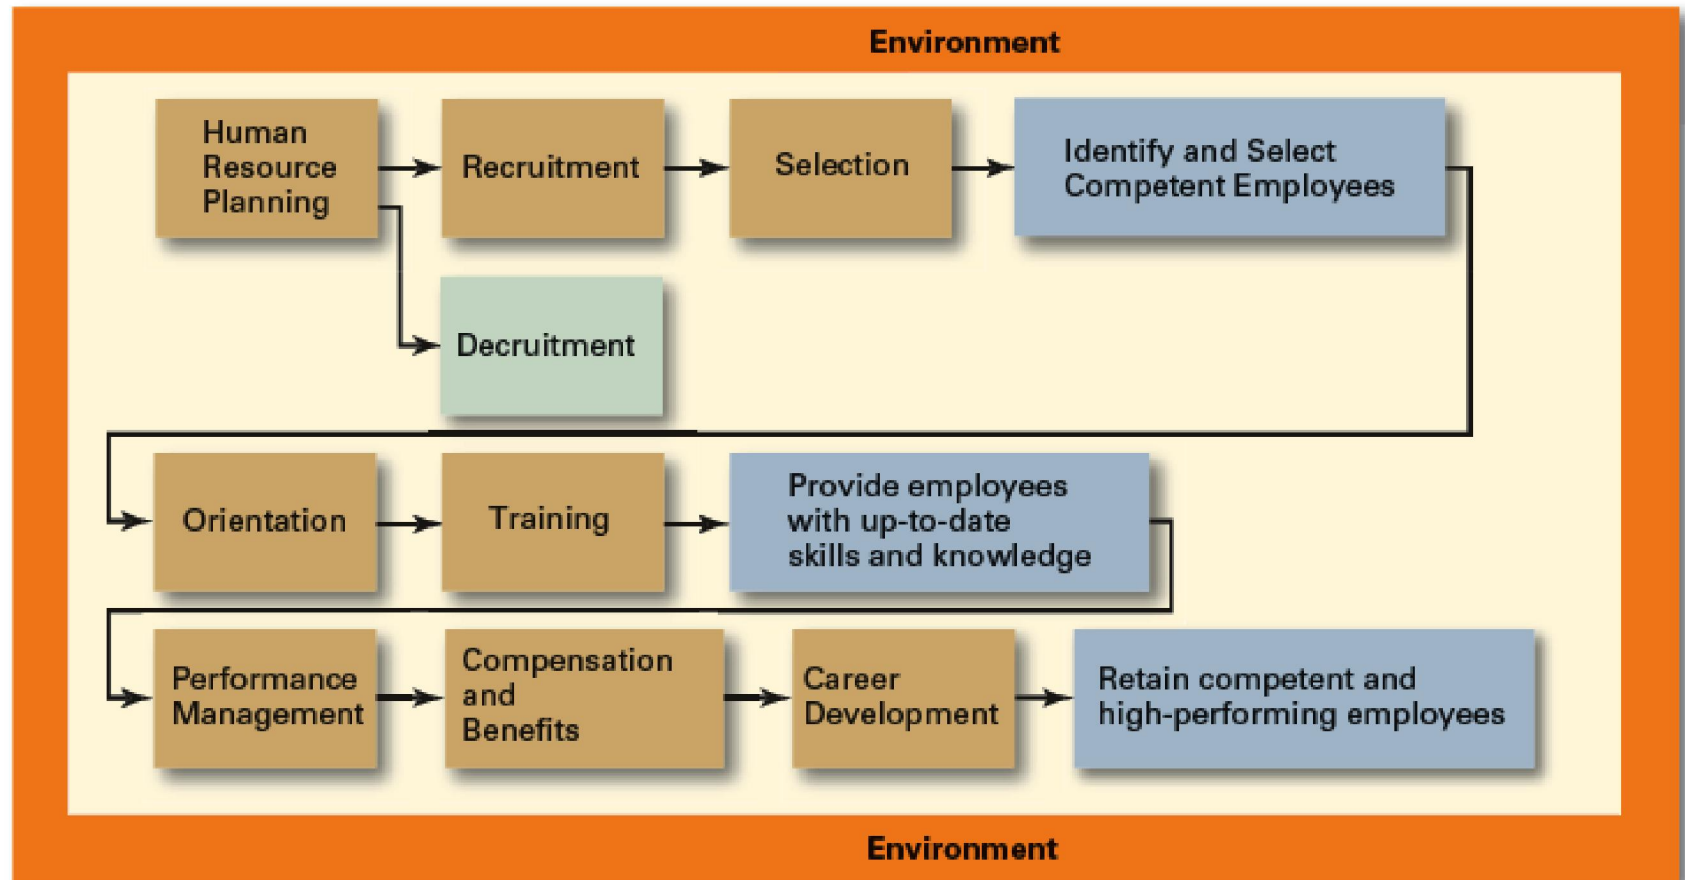 Environment
Human
Resource
Planning
Recruitment
Selection
Identify and Select
Competent Employees
Decruitment
Orientation
Training
Provide employees
with up-to-date
skills and knowledge
Performance
Management
Compensation
and
Benefits
Career
Development
Retain competent and
high-performing employees
Environment